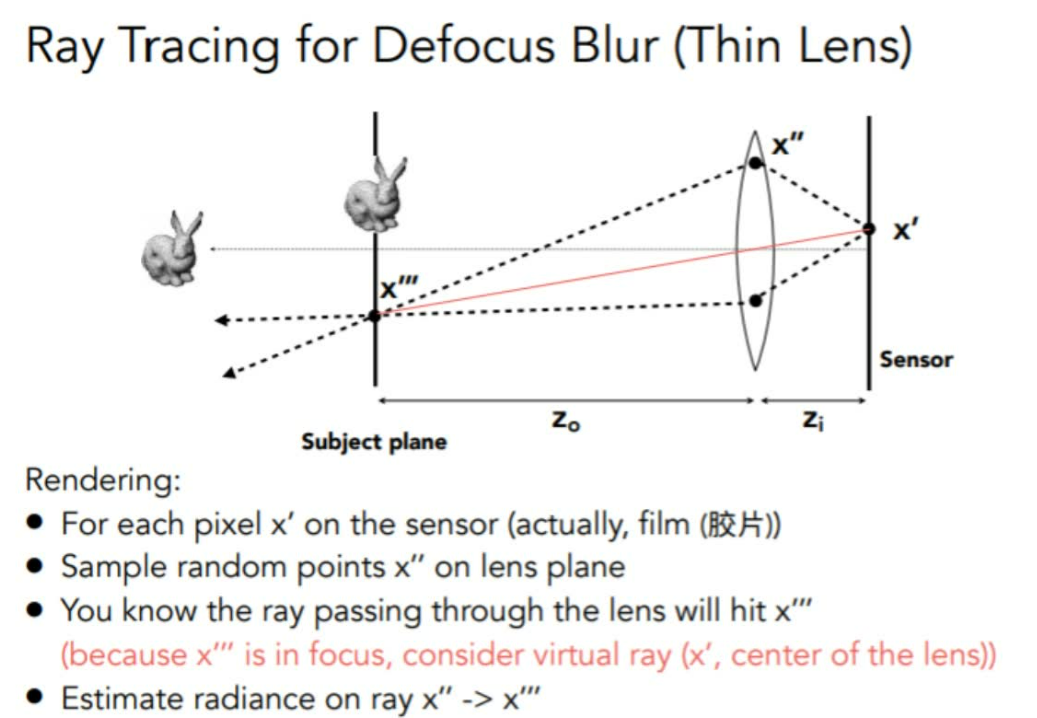 Ray Tracing for Defocus Blur (Thin Lens)
x″
x′
x‴
Sensor
zₒ
zᵢ
Subject plane
Rendering:
● For each pixel x′ on the sensor (actually, film (胶片))
● Sample random points x″ on lens plane
● You know the ray passing through the lens will hit x‴
(because x‴ is in focus, consider virtual ray (x′, center of the lens))
● Estimate radiance on ray x″ -> x‴